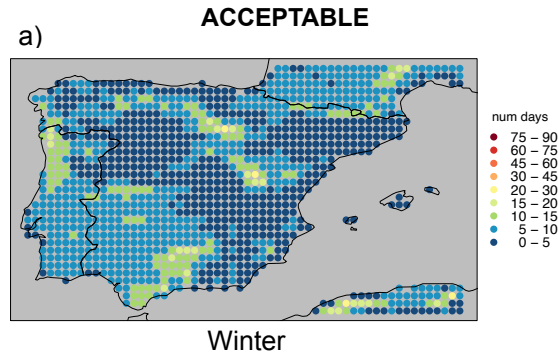 ACCEPTABLE
a)
num days
75 – 90
60 – 75
45 – 60
30 – 45
20 – 30
15 – 20
10 – 15
5 – 10
0 – 5
Winter